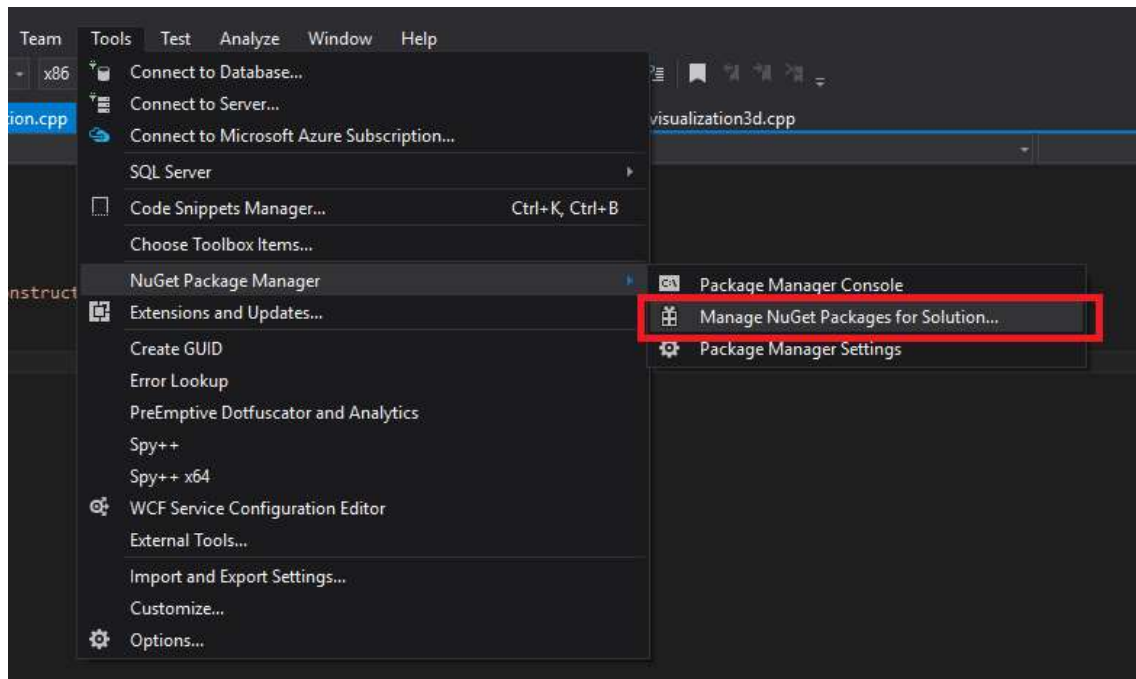 Team Tools Test Analyze Window Help
x86
tion.cpp
visualization3d.cpp
Connect to Database...
Connect to Server...
Connect to Microsoft Azure Subscription...
SQL Server
Code Snippets Manager... Ctrl+K, Ctrl+B
Choose Toolbox Items...
nstruct
NuGet Package Manager
Package Manager Console
Manage NuGet Packages for Solution...
Package Manager Settings
Extensions and Updates...
Create GUID
Error Lookup
PreEmptive Dotfuscator and Analytics
Spy++
Spy++ x64
WCF Service Configuration Editor
External Tools...
Import and Export Settings...
Customize...
Options...